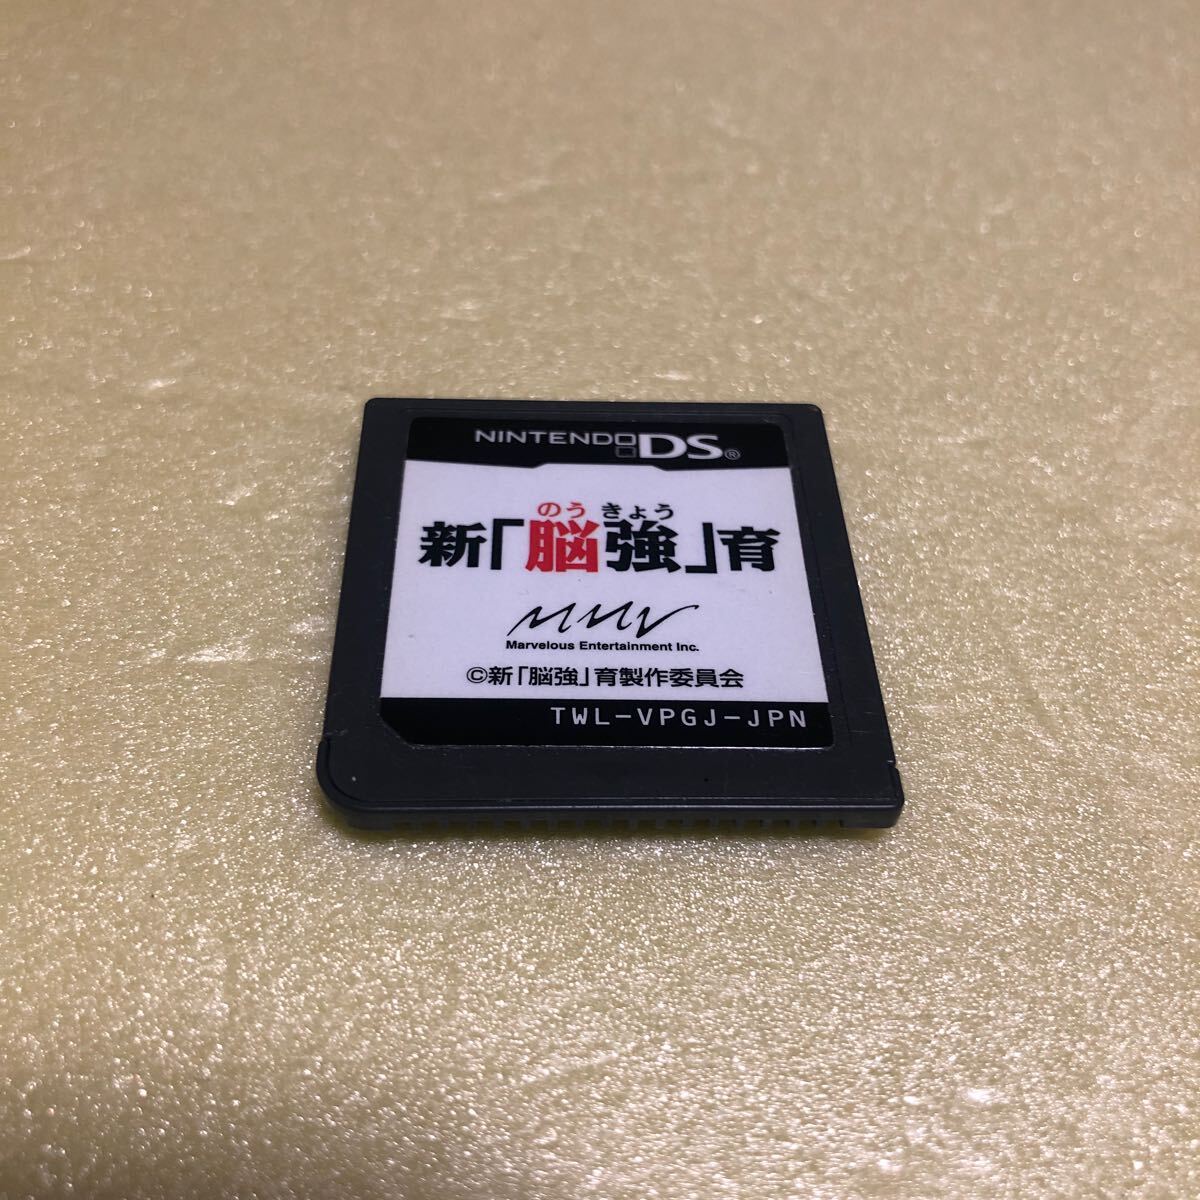 NINTENDO DS®
のう きょう
新「脳強」育
MMV
Marvelous Entertainment Inc.
©新「脳強」育製作委員会
TWL-VPGJ-JPN